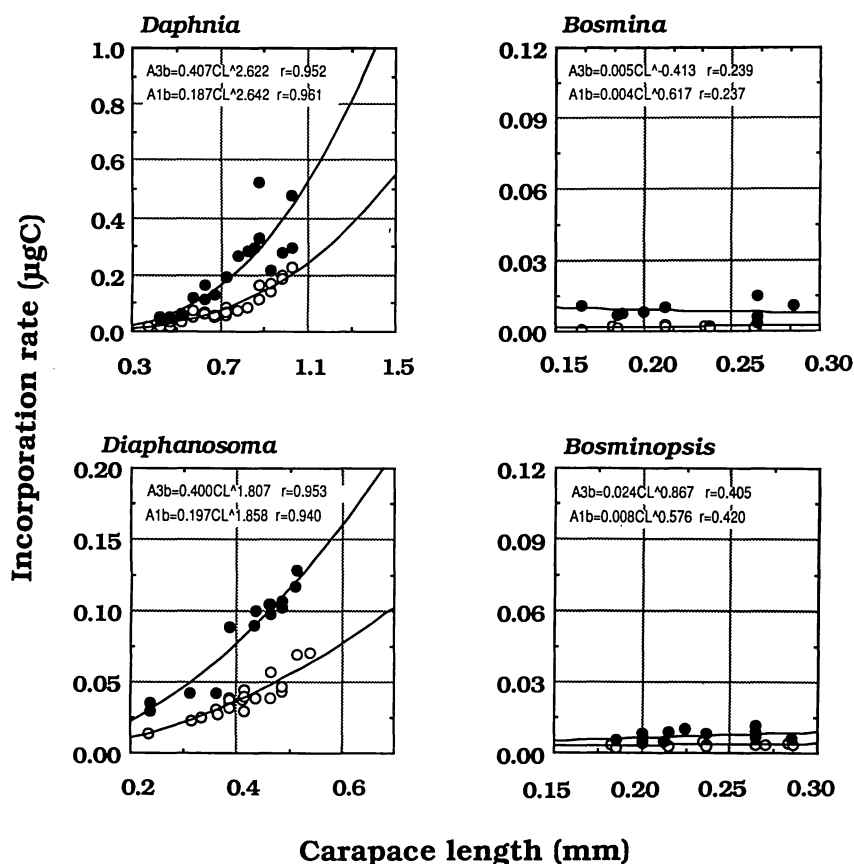 Daphnia
1.0
0.8
0.6
0.4
0.2
0.0
A3b=0.407CL^2.622 r=0.952
A1b=0.187CL^2.642 r=0.961
0.3 0.7 1.1 1.5
Bosmina
0.12
0.09
0.06
0.03
0.00
A3b=0.005CL^-0.413 r=0.239
A1b=0.004CL^0.617 r=0.237
0.15 0.20 0.25 0.30
Incorporation rate (µgC)
Diaphanosoma
0.20
0.15
0.10
0.05
0.00
A3b=0.400CL^1.807 r=0.953
A1b=0.197CL^1.858 r=0.940
0.2 0.4 0.6
Bosminopsis
0.12
0.09
0.06
0.03
0.00
A3b=0.024CL^0.867 r=0.405
A1b=0.008CL^0.576 r=0.420
0.15 0.20 0.25 0.30
Carapace length (mm)